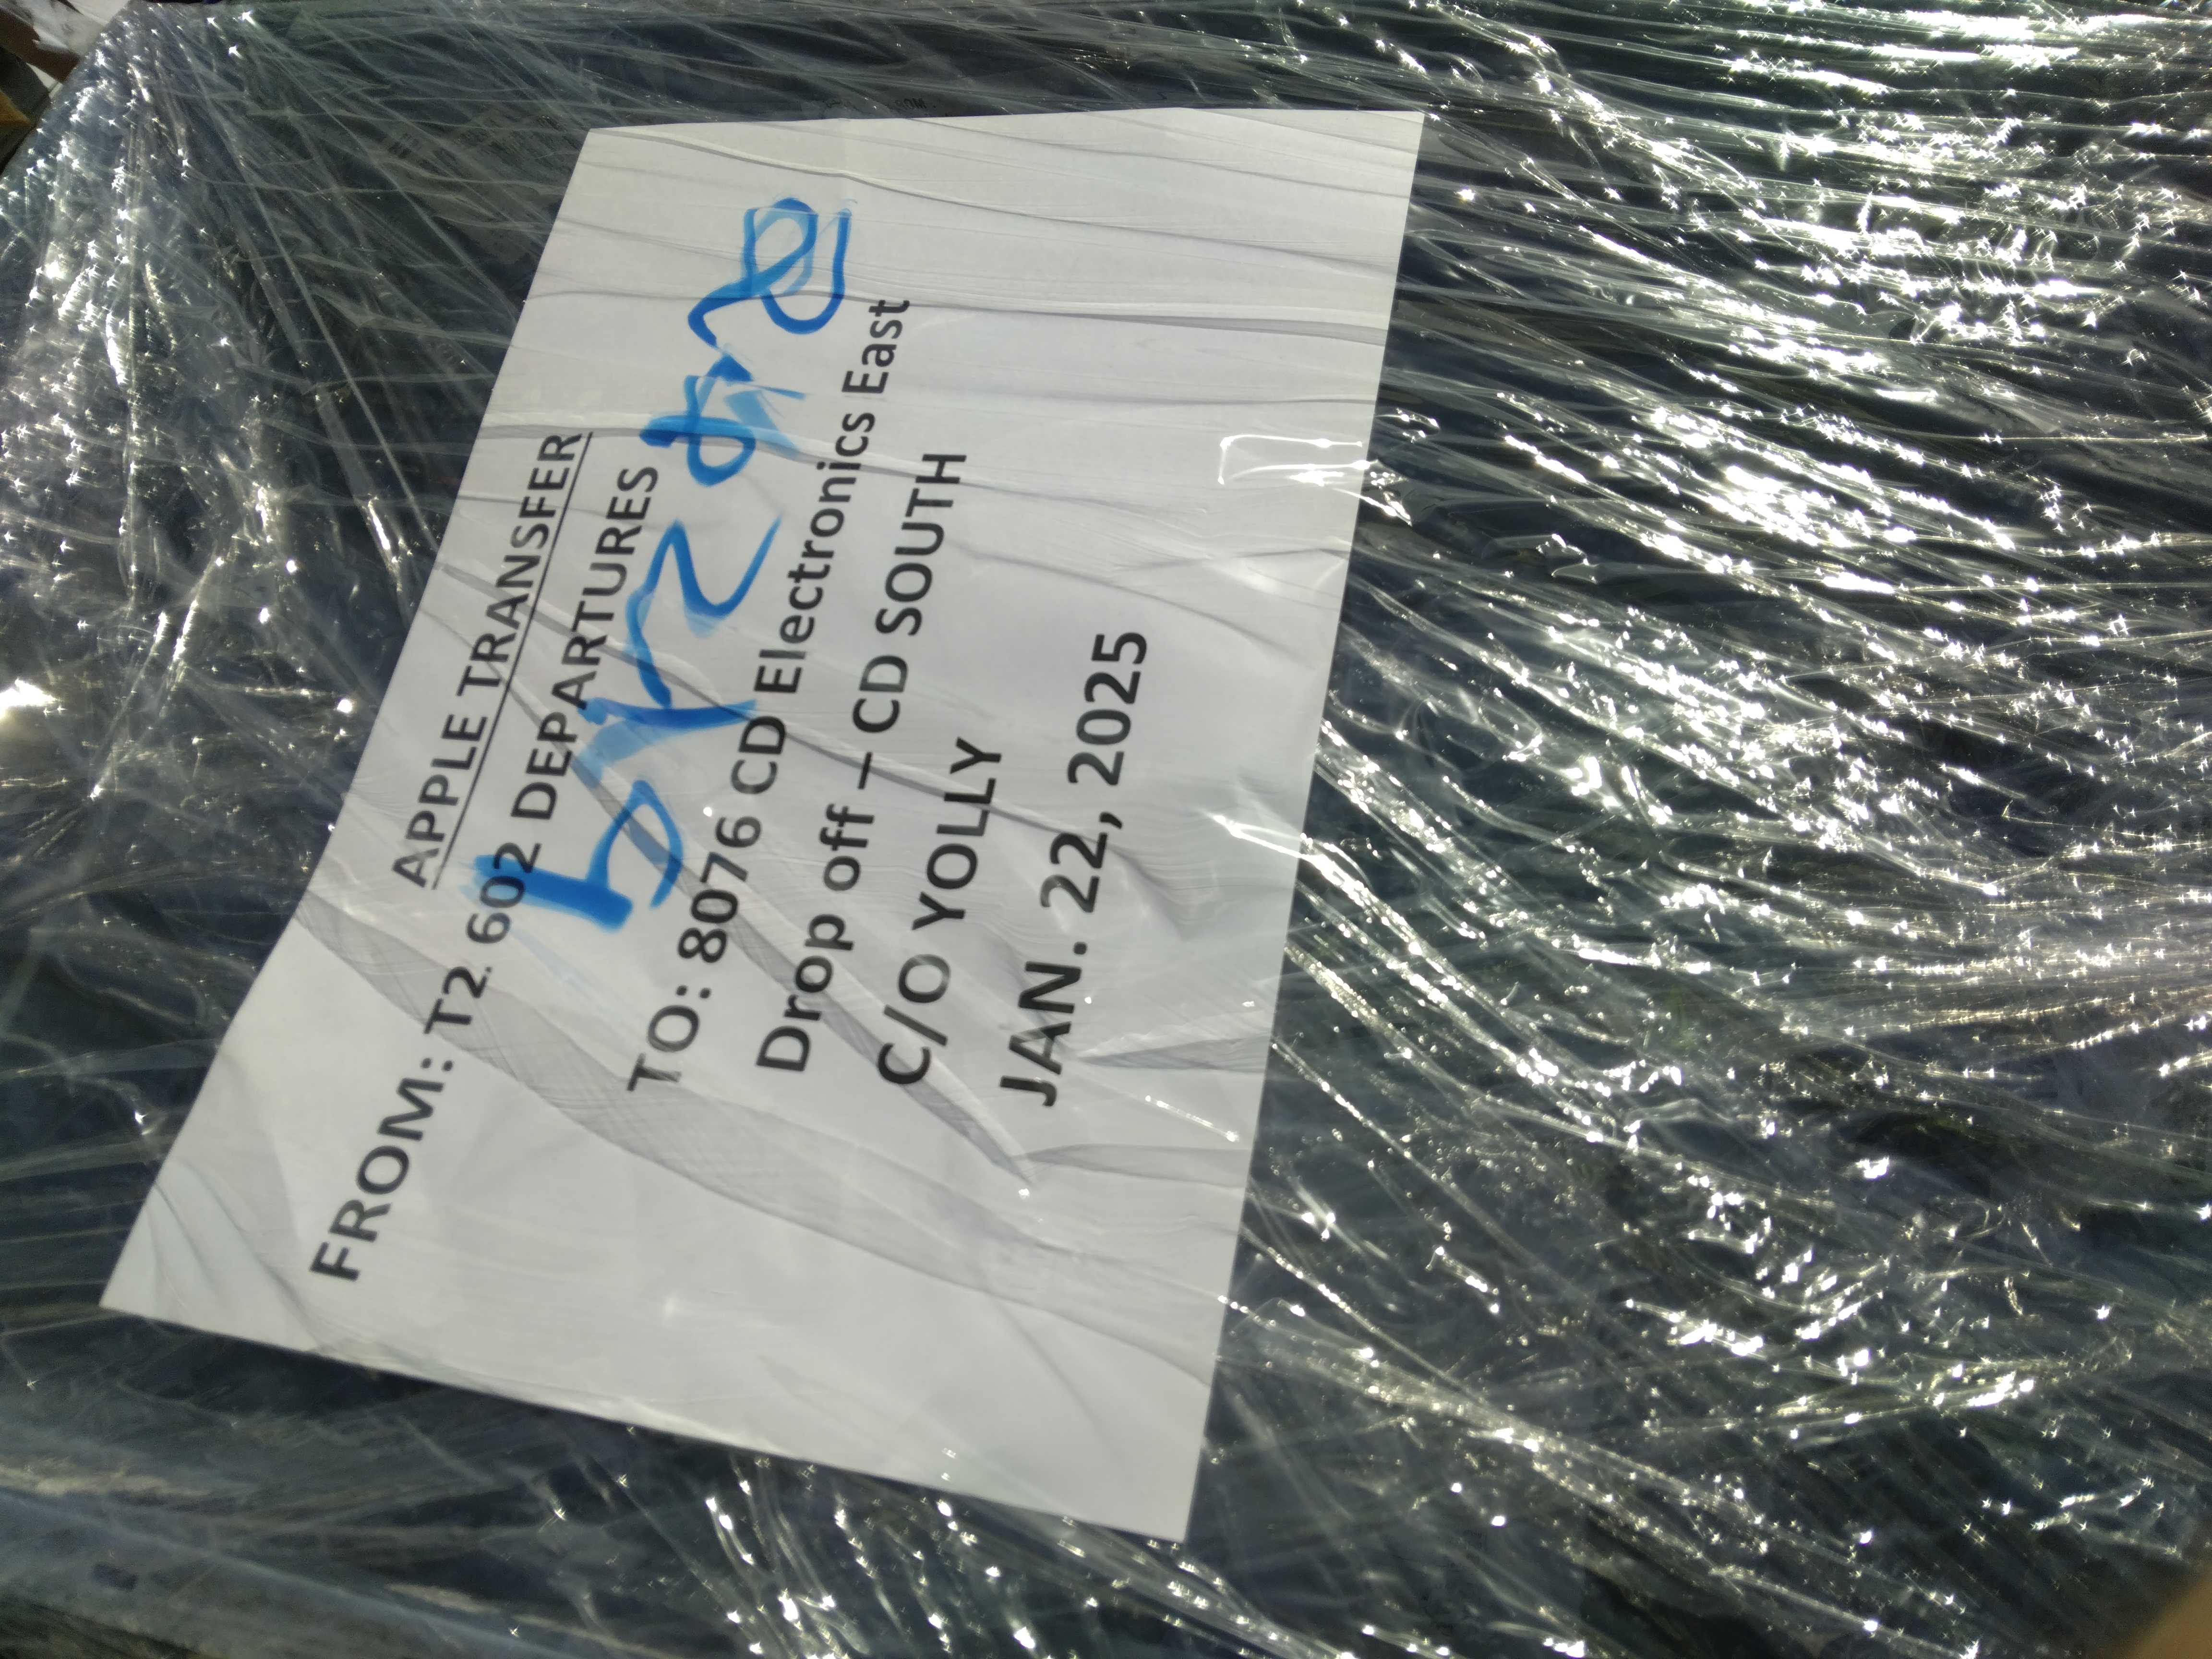 APPLE TRANSFER
FROM: T2 602 DEPARTURES
TO: 8076 CD Electronics East
Drop off – CD SOUTH
C/O YOLLY
JAN. 22, 2025